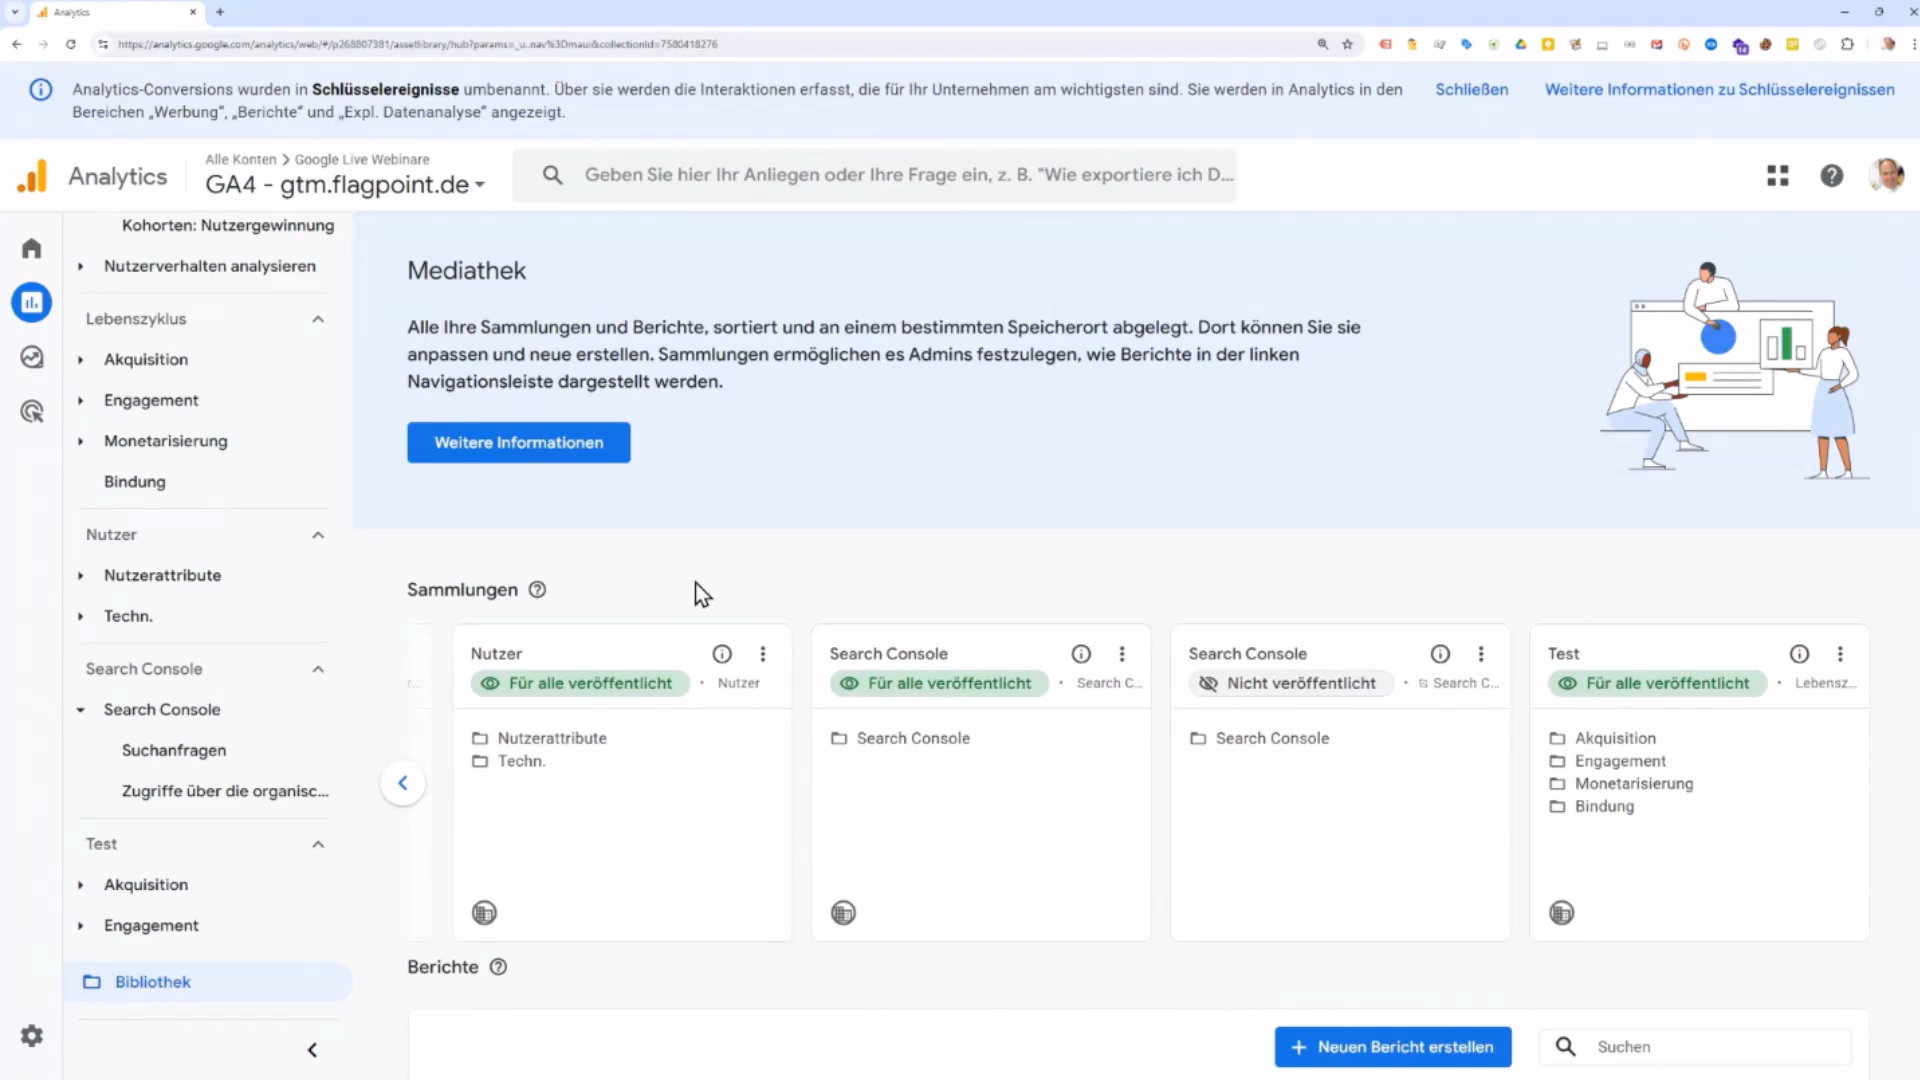 Analytics
https://analytics.google.com/analytics/web/#/p268807381/assetlibrary/hub?params=_u..nav%3Dmaui&collectionId=7580418276
Analytics-Conversions wurden in Schlüsselereignisse umbenannt. Über sie werden die Interaktionen erfasst, die für Ihr Unternehmen am wichtigsten sind. Sie werden in Analytics in den
Bereichen „Werbung“, „Berichte“ und „Expl. Datenanalyse“ angezeigt.
Schließen
Weitere Informationen zu Schlüsselereignissen
Analytics
Alle Konten > Google Live Webinare
GA4 - gtm.flagpoint.de
Geben Sie hier Ihr Anliegen oder Ihre Frage ein, z. B. "Wie exportiere ich D...
Kohorten: Nutzergewinnung
Nutzerverhalten analysieren
Lebenszyklus
Akquisition
Engagement
Monetarisierung
Bindung
Nutzer
Nutzerattribute
Techn.
Search Console
Search Console
Suchanfragen
Zugriffe über die organisc...
Test
Akquisition
Engagement
Bibliothek
Mediathek
Alle Ihre Sammlungen und Berichte, sortiert und an einem bestimmten Speicherort abgelegt. Dort können Sie sie
anpassen und neue erstellen. Sammlungen ermöglichen es Admins festzulegen, wie Berichte in der linken
Navigationsleiste dargestellt werden.
Weitere Informationen
Sammlungen
t...
Nutzer
Für alle veröffentlicht · Nutzer
Nutzerattribute
Techn.
Search Console
Für alle veröffentlicht · Search C...
Search Console
Search Console
Nicht veröffentlicht · Search C...
Search Console
Test
Für alle veröffentlicht · Lebensz...
Akquisition
Engagement
Monetarisierung
Bindung
Berichte
+ Neuen Bericht erstellen
Suchen